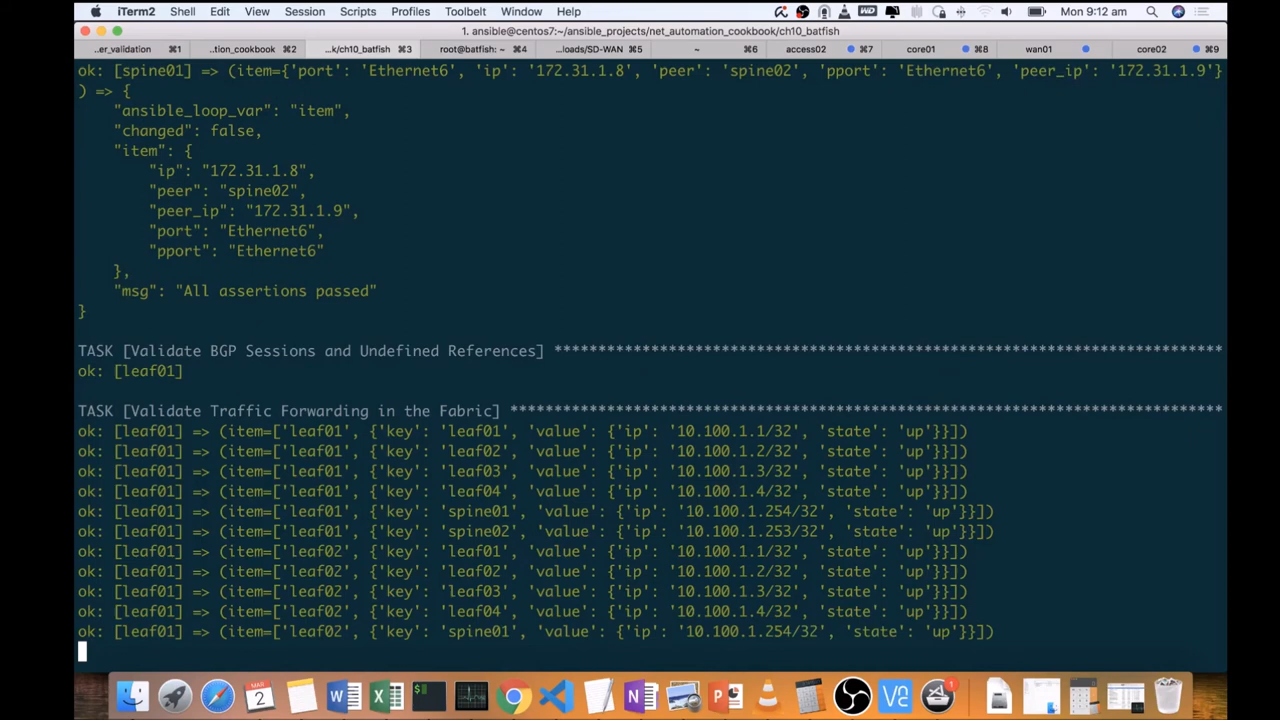 iTerm2 Shell Edit View Session Scripts Profiles Toolbelt Window Help WD Mon 9:12 am
1. ansible@centos7:~/ansible_projects/net_automation_cookbook/ch10_batfish
..er_validation ⌘1 ..tion_cookbook ⌘2 ..k/ch10_batfish ⌘3 root@batfish: ~ ⌘4 ..loads/SD-WAN ⌘5 ~ ⌘6 access02 ⌘7 core01 ⌘8 wan01 core02 ⌘9
ok: [spine01] => (item={'port': 'Ethernet6', 'ip': '172.31.1.8', 'peer': 'spine02', 'pport': 'Ethernet6', 'peer_ip': '172.31.1.9'}
) => {
"ansible_loop_var": "item",
"changed": false,
"item": {
"ip": "172.31.1.8",
"peer": "spine02",
"peer_ip": "172.31.1.9",
"port": "Ethernet6",
"pport": "Ethernet6"
},
"msg": "All assertions passed"
}
TASK [Validate BGP Sessions and Undefined References] ****************************************************************************
ok: [leaf01]
TASK [Validate Traffic Forwarding in the Fabric] *********************************************************************************
ok: [leaf01] => (item=['leaf01', {'key': 'leaf01', 'value': {'ip': '10.100.1.1/32', 'state': 'up'}}])
ok: [leaf01] => (item=['leaf01', {'key': 'leaf02', 'value': {'ip': '10.100.1.2/32', 'state': 'up'}}])
ok: [leaf01] => (item=['leaf01', {'key': 'leaf03', 'value': {'ip': '10.100.1.3/32', 'state': 'up'}}])
ok: [leaf01] => (item=['leaf01', {'key': 'leaf04', 'value': {'ip': '10.100.1.4/32', 'state': 'up'}}])
ok: [leaf01] => (item=['leaf01', {'key': 'spine01', 'value': {'ip': '10.100.1.254/32', 'state': 'up'}}])
ok: [leaf01] => (item=['leaf01', {'key': 'spine02', 'value': {'ip': '10.100.1.253/32', 'state': 'up'}}])
ok: [leaf01] => (item=['leaf02', {'key': 'leaf01', 'value': {'ip': '10.100.1.1/32', 'state': 'up'}}])
ok: [leaf01] => (item=['leaf02', {'key': 'leaf02', 'value': {'ip': '10.100.1.2/32', 'state': 'up'}}])
ok: [leaf01] => (item=['leaf02', {'key': 'leaf03', 'value': {'ip': '10.100.1.3/32', 'state': 'up'}}])
ok: [leaf01] => (item=['leaf02', {'key': 'leaf04', 'value': {'ip': '10.100.1.4/32', 'state': 'up'}}])
ok: [leaf01] => (item=['leaf02', {'key': 'spine01', 'value': {'ip': '10.100.1.254/32', 'state': 'up'}}])
MAR
2 W X $ N P V2 1